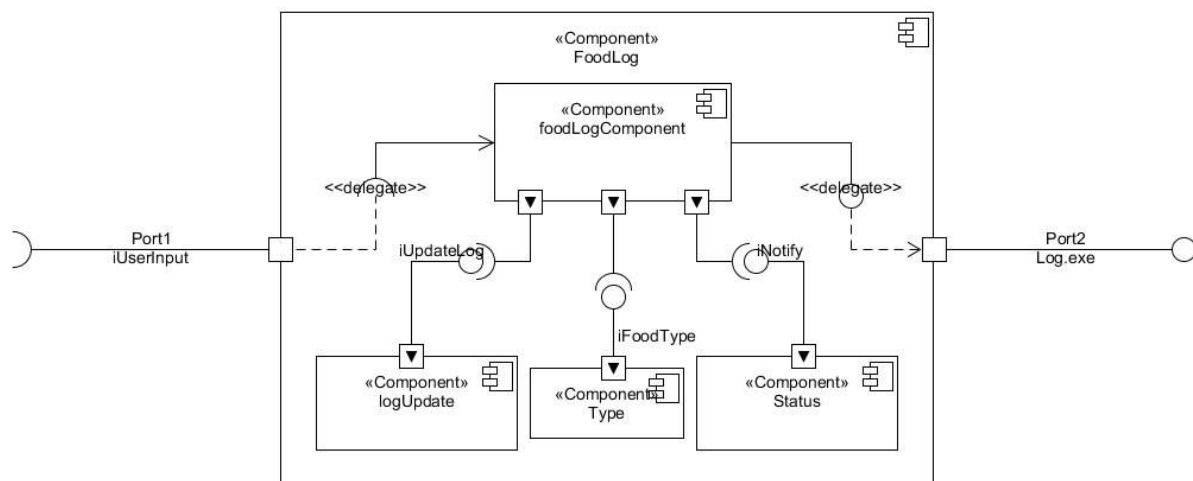 «Component»
FoodLog
«Component»
foodLogComponent
<<delegate>>
<<delegate>>
Port1
iUserInput
iUpdateLog
iNotify
Port2
Log.exe
iFoodType
«Component»
logUpdate
«Component»
Type
«Component»
Status